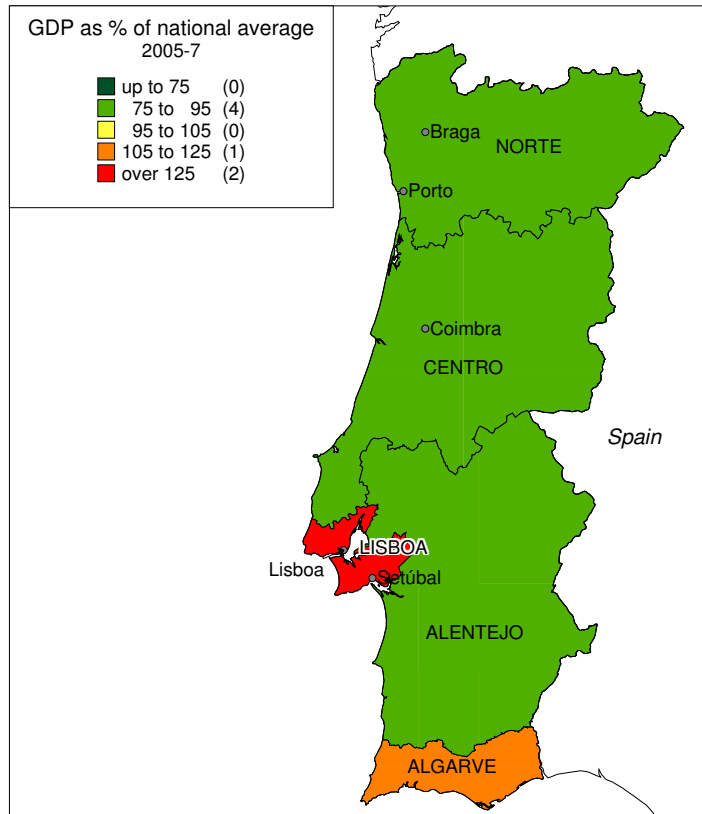 GDP as % of national average
2005-7
up to 75 (0)
75 to 95 (4)
95 to 105 (0)
105 to 125 (1)
over 125 (2)
Braga
NORTE
Porto
Coimbra
CENTRO
Spain
LISBOA
Lisboa
Setúbal
ALENTEJO
ALGARVE